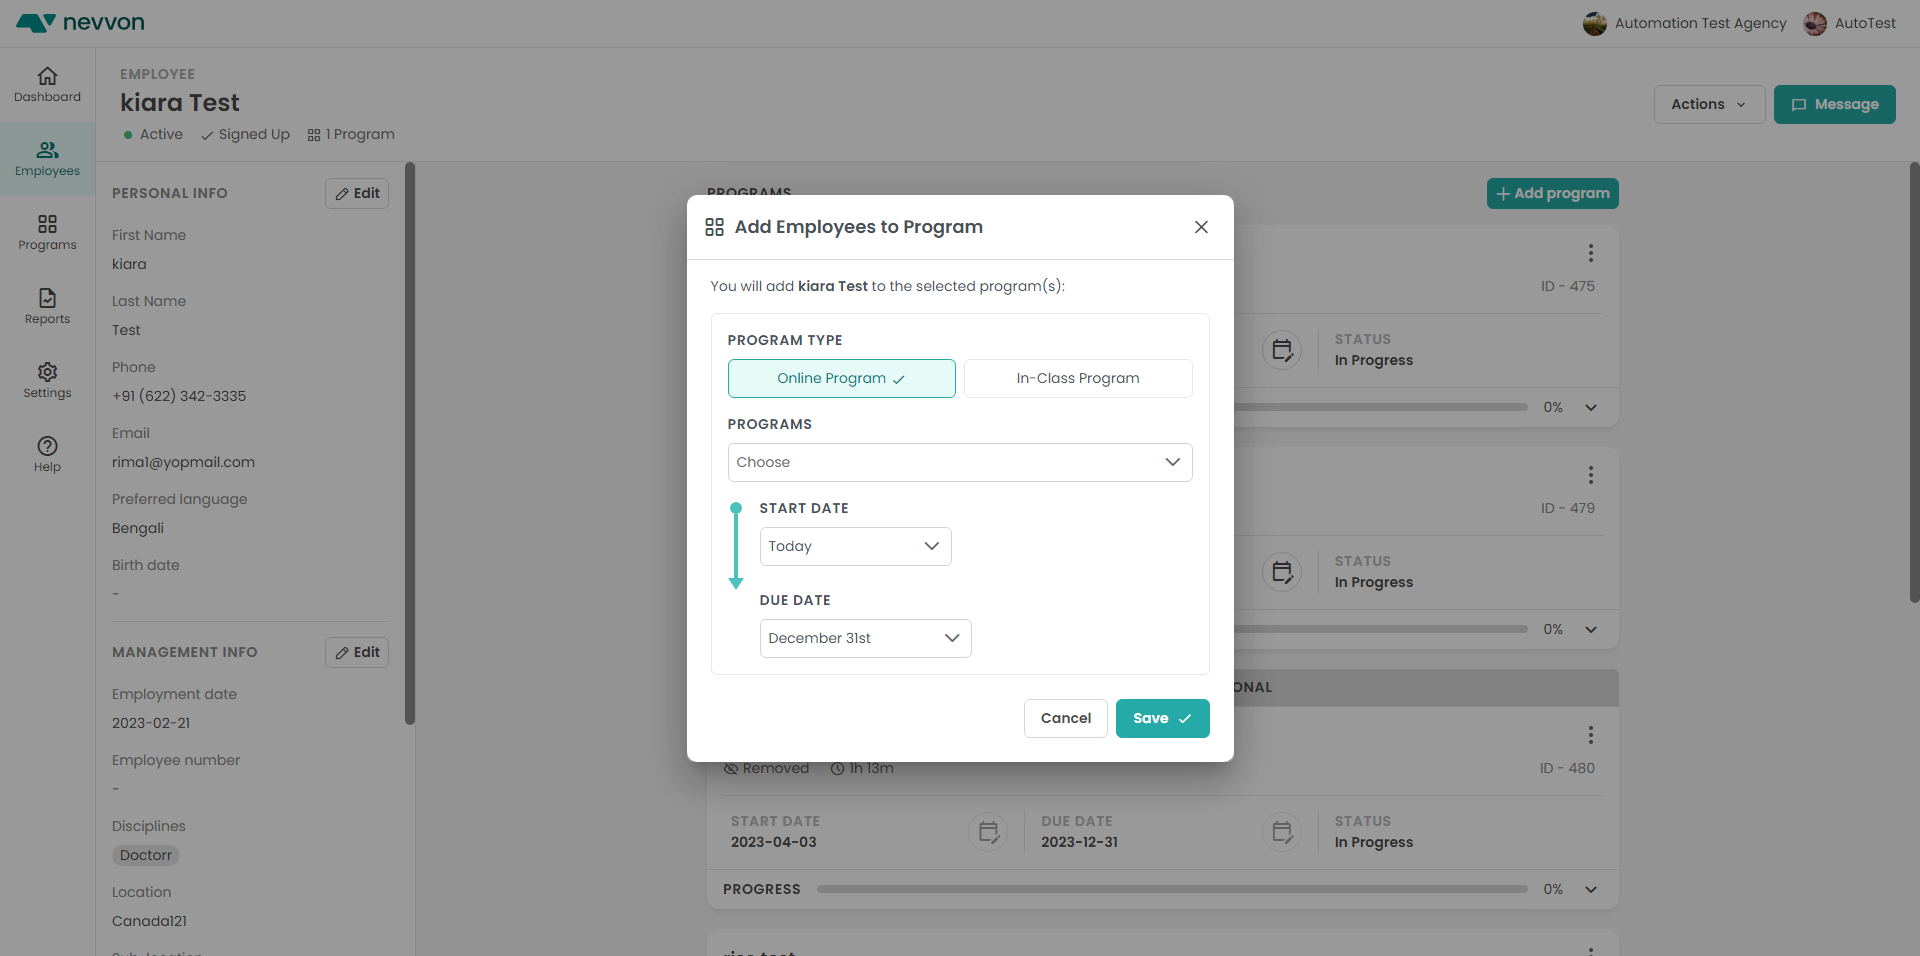 nevvon
Automation Test Agency
AutoTest
Dashboard
Employees
Programs
Reports
Settings
Help
EMPLOYEE
kiara Test
Active
Signed Up
1 Program
Actions
Message
PERSONAL INFO
Edit
First Name
kiara
Last Name
Test
Phone
+91 (622) 342-3335
Email
rima1@yopmail.com
Preferred language
Bengali
Birth date
-
MANAGEMENT INFO
Edit
Employment date
2023-02-21
Employee number
-
Disciplines
Doctorr
Location
Canada121
PROGRAMS
Add program
Add Employees to Program
You will add kiara Test to the selected program(s):
PROGRAM TYPE
Online Program
In-Class Program
PROGRAMS
Choose
START DATE
Today
DUE DATE
December 31st
Cancel
Save
ID - 475
STATUS
In Progress
0%
ID - 479
STATUS
In Progress
0%
ONAL
Removed
1h 13m
ID - 480
START DATE
2023-04-03
DUE DATE
2023-12-31
STATUS
In Progress
PROGRESS
0%